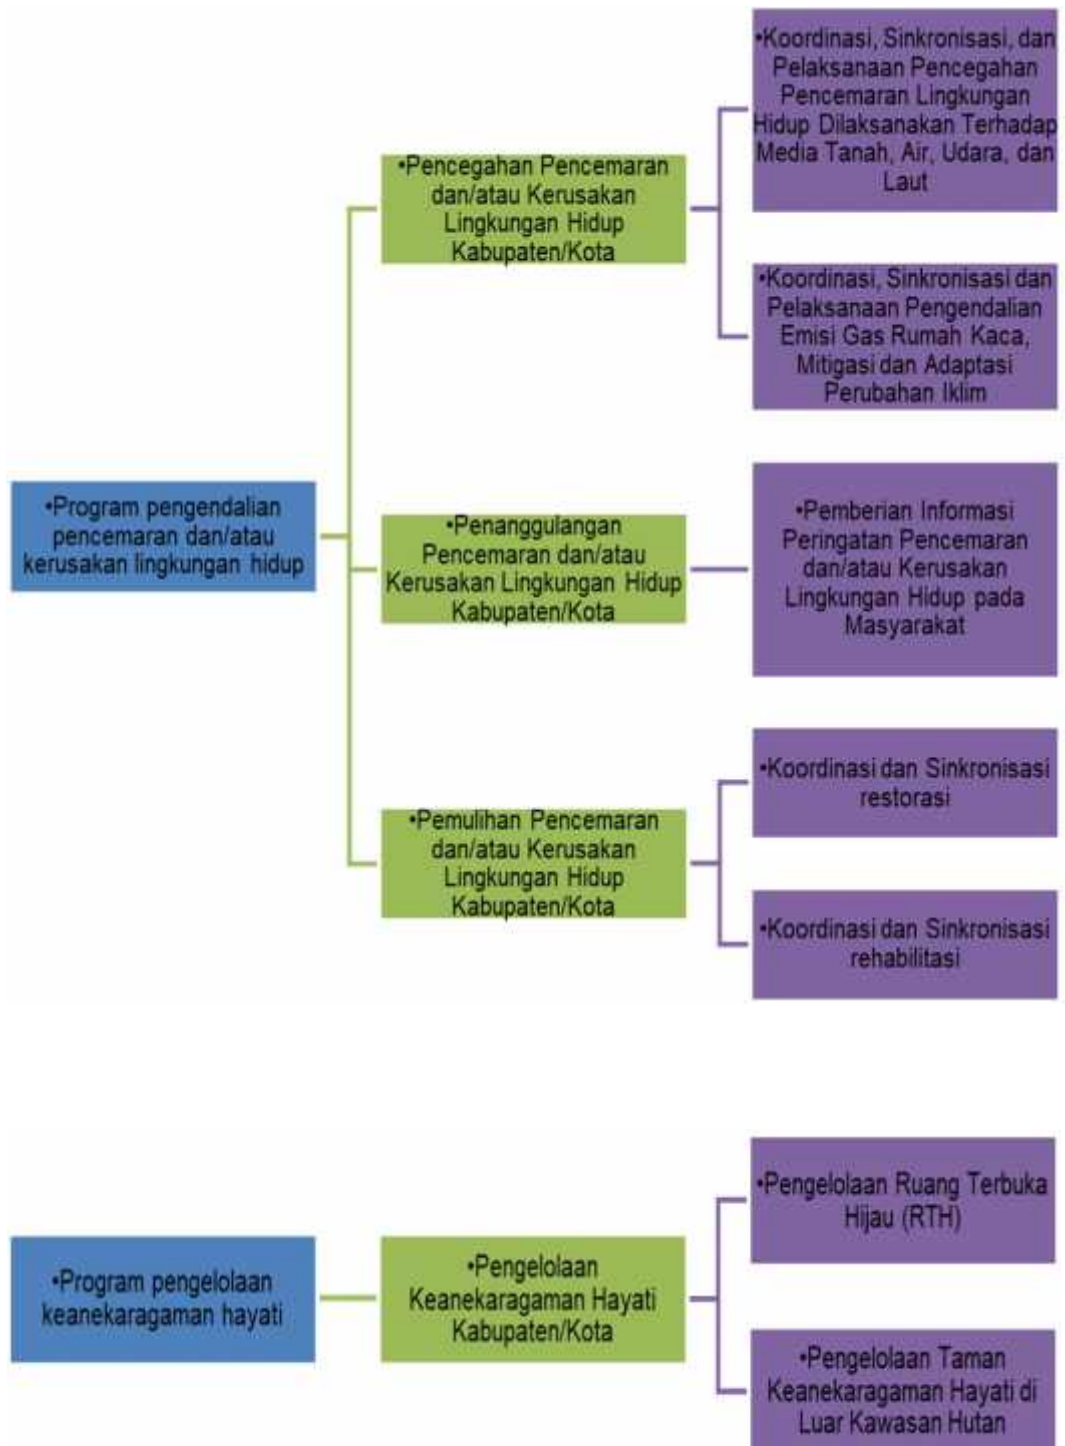 •Program pengendalian
pencemaran dan/atau
kerusakan lingkungan hidup
•Pencegahan Pencemaran
dan/atau Kerusakan
Lingkungan Hidup
Kabupaten/Kota
•Koordinasi, Sinkronisasi, dan
Pelaksanaan Pencegahan
Pencemaran Lingkungan
Hidup Dilaksanakan Terhadap
Media Tanah, Air, Udara, dan
Laut
•Koordinasi, Sinkronisasi dan
Pelaksanaan Pengendalian
Emisi Gas Rumah Kaca,
Mitigasi dan Adaptasi
Perubahan Iklim
•Penanggulangan
Pencemaran dan/atau
Kerusakan Lingkungan Hidup
Kabupaten/Kota
•Pemberian Informasi
Peringatan Pencemaran
dan/atau Kerusakan
Lingkungan Hidup pada
Masyarakat
•Pemulihan Pencemaran
dan/atau Kerusakan
Lingkungan Hidup
Kabupaten/Kota
•Koordinasi dan Sinkronisasi
restorasi
•Koordinasi dan Sinkronisasi
rehabilitasi
•Program pengelolaan
keanekaragaman hayati
•Pengelolaan
Keanekaragaman Hayati
Kabupaten/Kota
•Pengelolaan Ruang Terbuka
Hijau (RTH)
•Pengelolaan Taman
Keanekaragaman Hayati di
Luar Kawasan Hutan